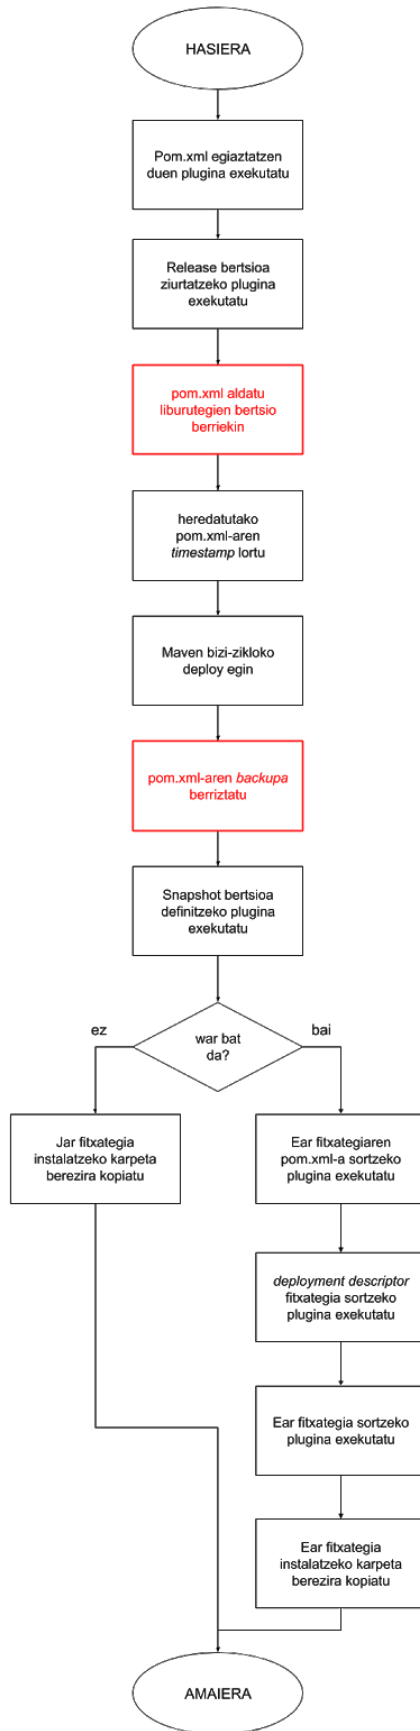 HASIERA
Pom.xml egiaztatzen
duen plugina exekutatu
Release bertsioa
ziurtatzeko plugina
exekutatu
pom.xml aldatu
liburutegien bertsio
berriekin
heredatutako
pom.xml-aren
timestamp lortu
Maven bizi-zikloko
deploy egin
pom.xml-aren backupa
berriztatu
Snapshot bertsioa
definitzeko plugina
exekutatu
ez
war bat
da?
bai
Jar fitxategia
instalatzeko karpeta
berezira kopiatu
Ear fitxategiaren
pom.xml-a sortzeko
plugina exekutatu
deployment descriptor
fitxategia sortzeko
plugina exekutatu
Ear fitxategia sortzeko
plugina exekutatu
Ear fitxategia
instalatzeko karpeta
berezira kopiatu
AMAIERA